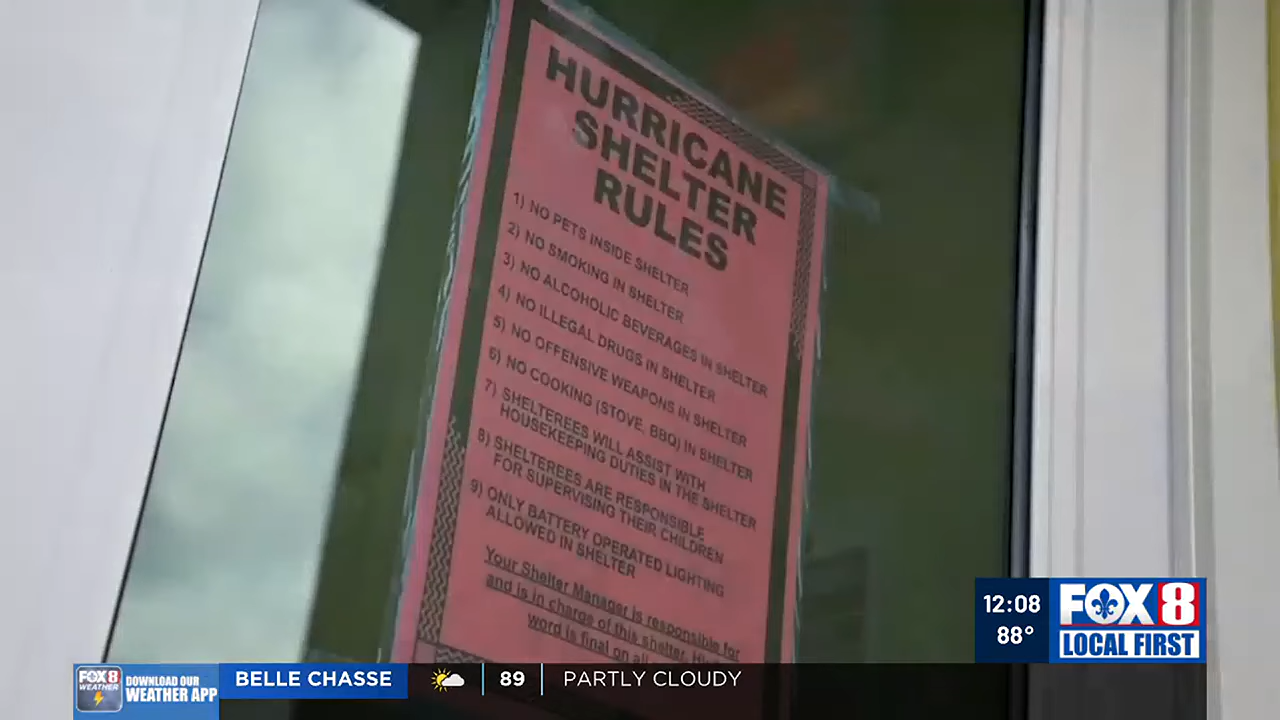 HURRICANE
SHELTER
RULES
1) NO PETS INSIDE SHELTER
2) NO SMOKING IN SHELTER
3) NO ALCOHOLIC BEVERAGES IN SHELTER
4) NO ILLEGAL DRUGS IN SHELTER
5) NO OFFENSIVE WEAPONS IN SHELTER
6) NO COOKING (STOVE, BBQ) IN SHELTER
7) SHELTEREES WILL ASSIST WITH
HOUSEKEEPING DUTIES IN THE SHELTER
8) SHELTEREES ARE RESPONSIBLE
FOR SUPERVISING THEIR CHILDREN
9) ONLY BATTERY OPERATED LIGHTING
ALLOWED IN SHELTER
Your Shelter Manager is responsible for
and is in charge of this shelter.
word is final on
12:08
88°
FOX 8
LOCAL FIRST
FOX 8
WEATHER
DOWNLOAD OUR
WEATHER APP
BELLE CHASSE
89
PARTLY CLOUDY